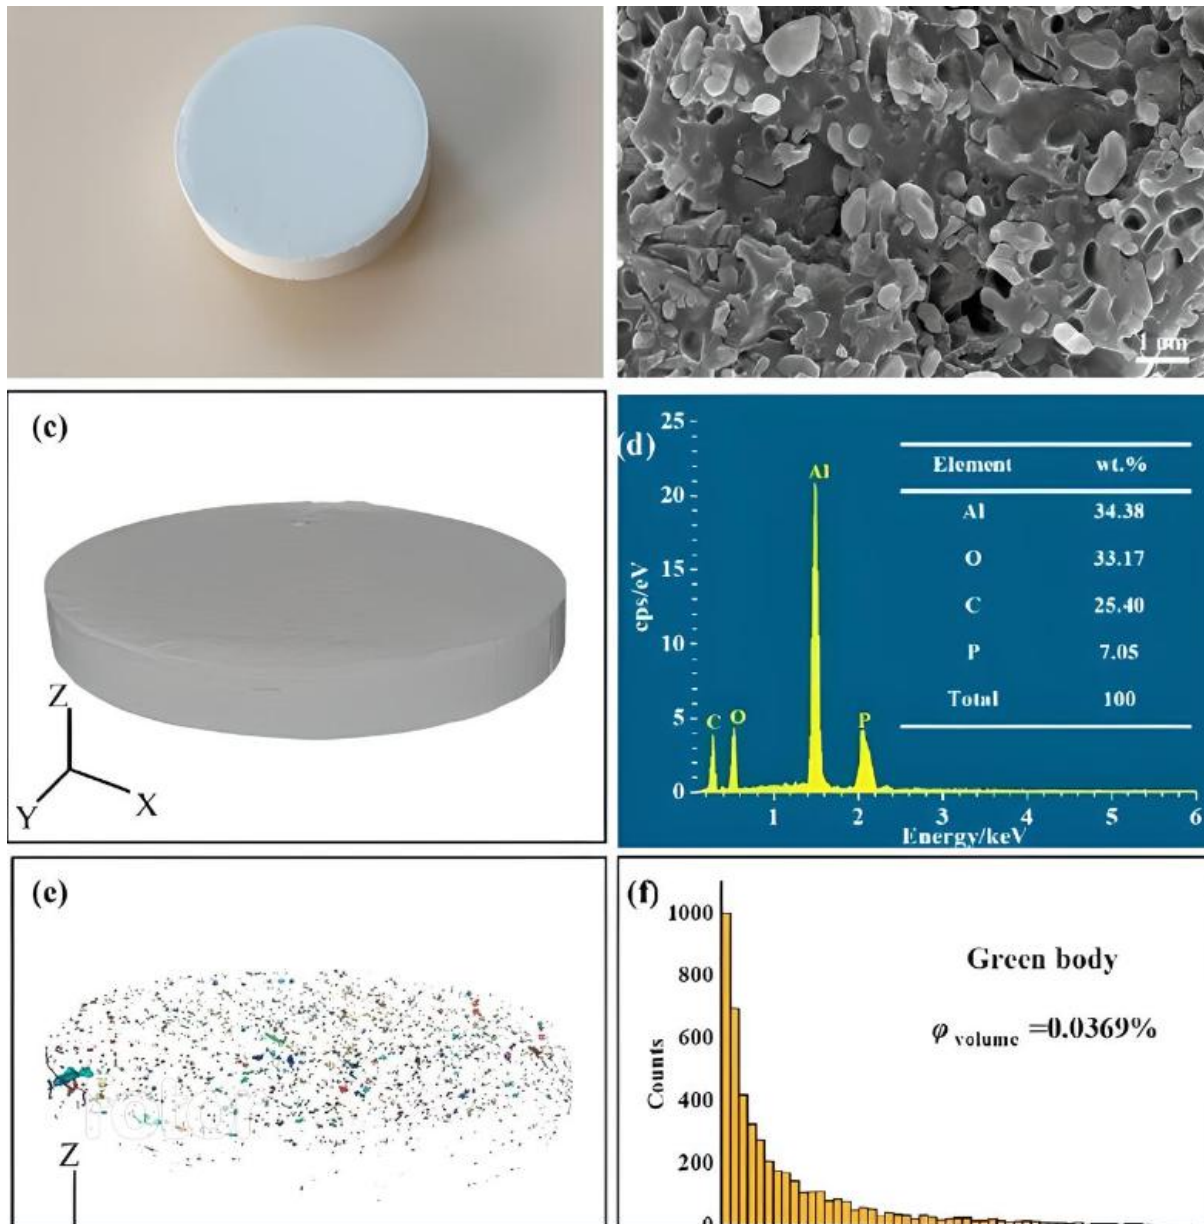 1 um
(c)
Z
Y
X
(d)
25
20
15
10
5
0
cps/eV
C
O
Al
P
1
2
3
4
5
6
Energy/keV
Element wt.%
Al 34.38
O 33.17
C 25.40
P 7.05
Total 100
(e)
Z
(f)
1000
800
600
400
200
0
Counts
Green body
φ volume =0.0369%